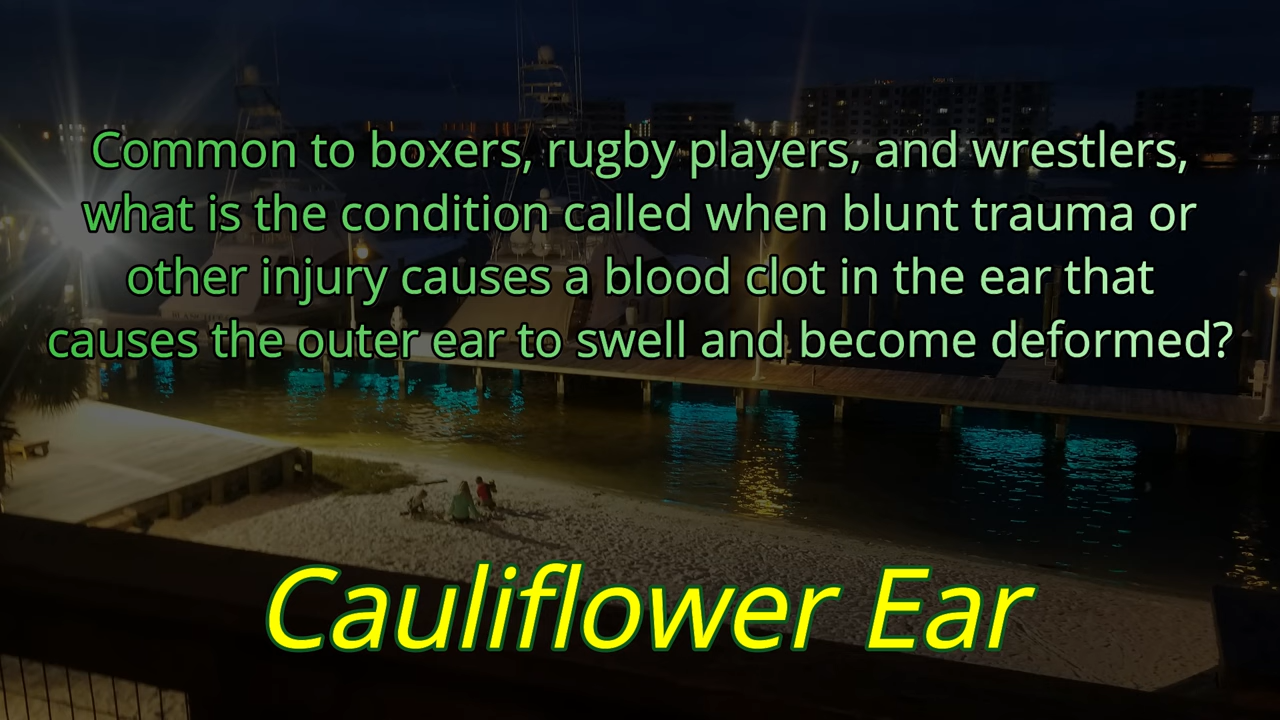 Common to boxers, rugby players, and wrestlers,
what is the condition called when blunt trauma or
other injury causes a blood clot in the ear that
causes the outer ear to swell and become deformed?
Cauliflower Ear